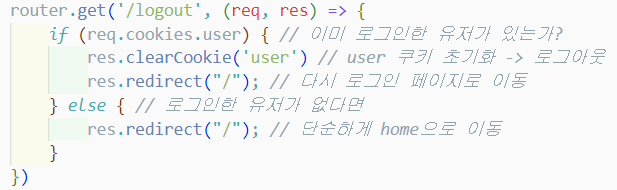 router.get('/logout', (req, res) => {
    if (req.cookies.user) { // 이미 로그인한 유저가 있는가?
        res.clearCookie('user') // user 쿠키 초기화 -> 로그아웃
        res.redirect("/"); // 다시 로그인 페이지로 이동
    } else { // 로그인한 유저가 없다면
        res.redirect("/"); // 단순하게 home으로 이동
    }
})